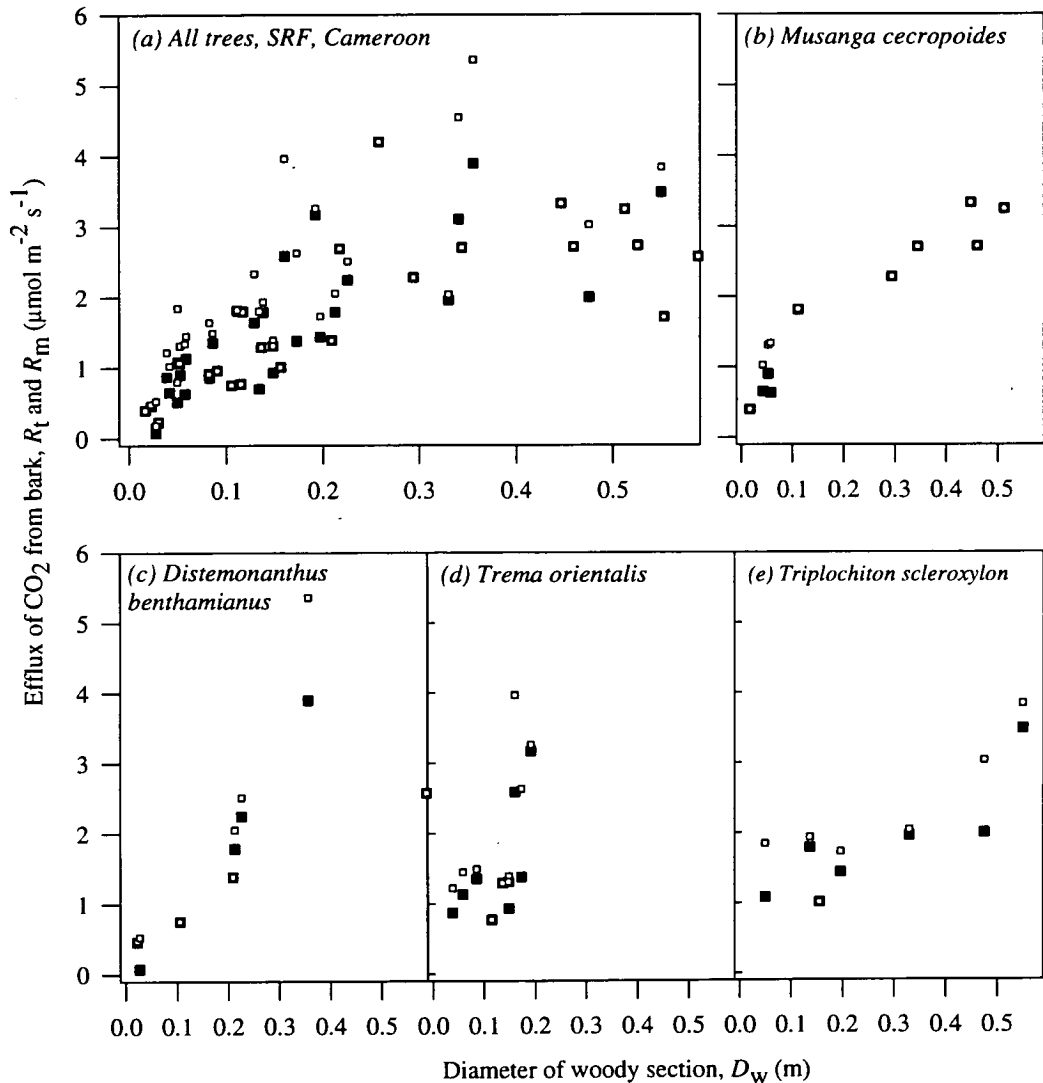 (a) All trees, SRF, Cameroon
(b) Musanga cecropoides
6
5
4
3
2
1
0
0.0 0.1 0.2 0.3 0.4 0.5
0.0 0.1 0.2 0.3 0.4 0.5
Efflux of CO2 from bark, Rt and Rm (μmol m-2 s-1)
(c) Distemonanthus
benthamianus
(d) Trema orientalis
(e) Triplochiton scleroxylon
6
5
4
3
2
1
0
0.0 0.1 0.2 0.3 0.4 0.5
0.0 0.1 0.2 0.3 0.4 0.5
0.0 0.1 0.2 0.3 0.4 0.5
Diameter of woody section, Dw (m)